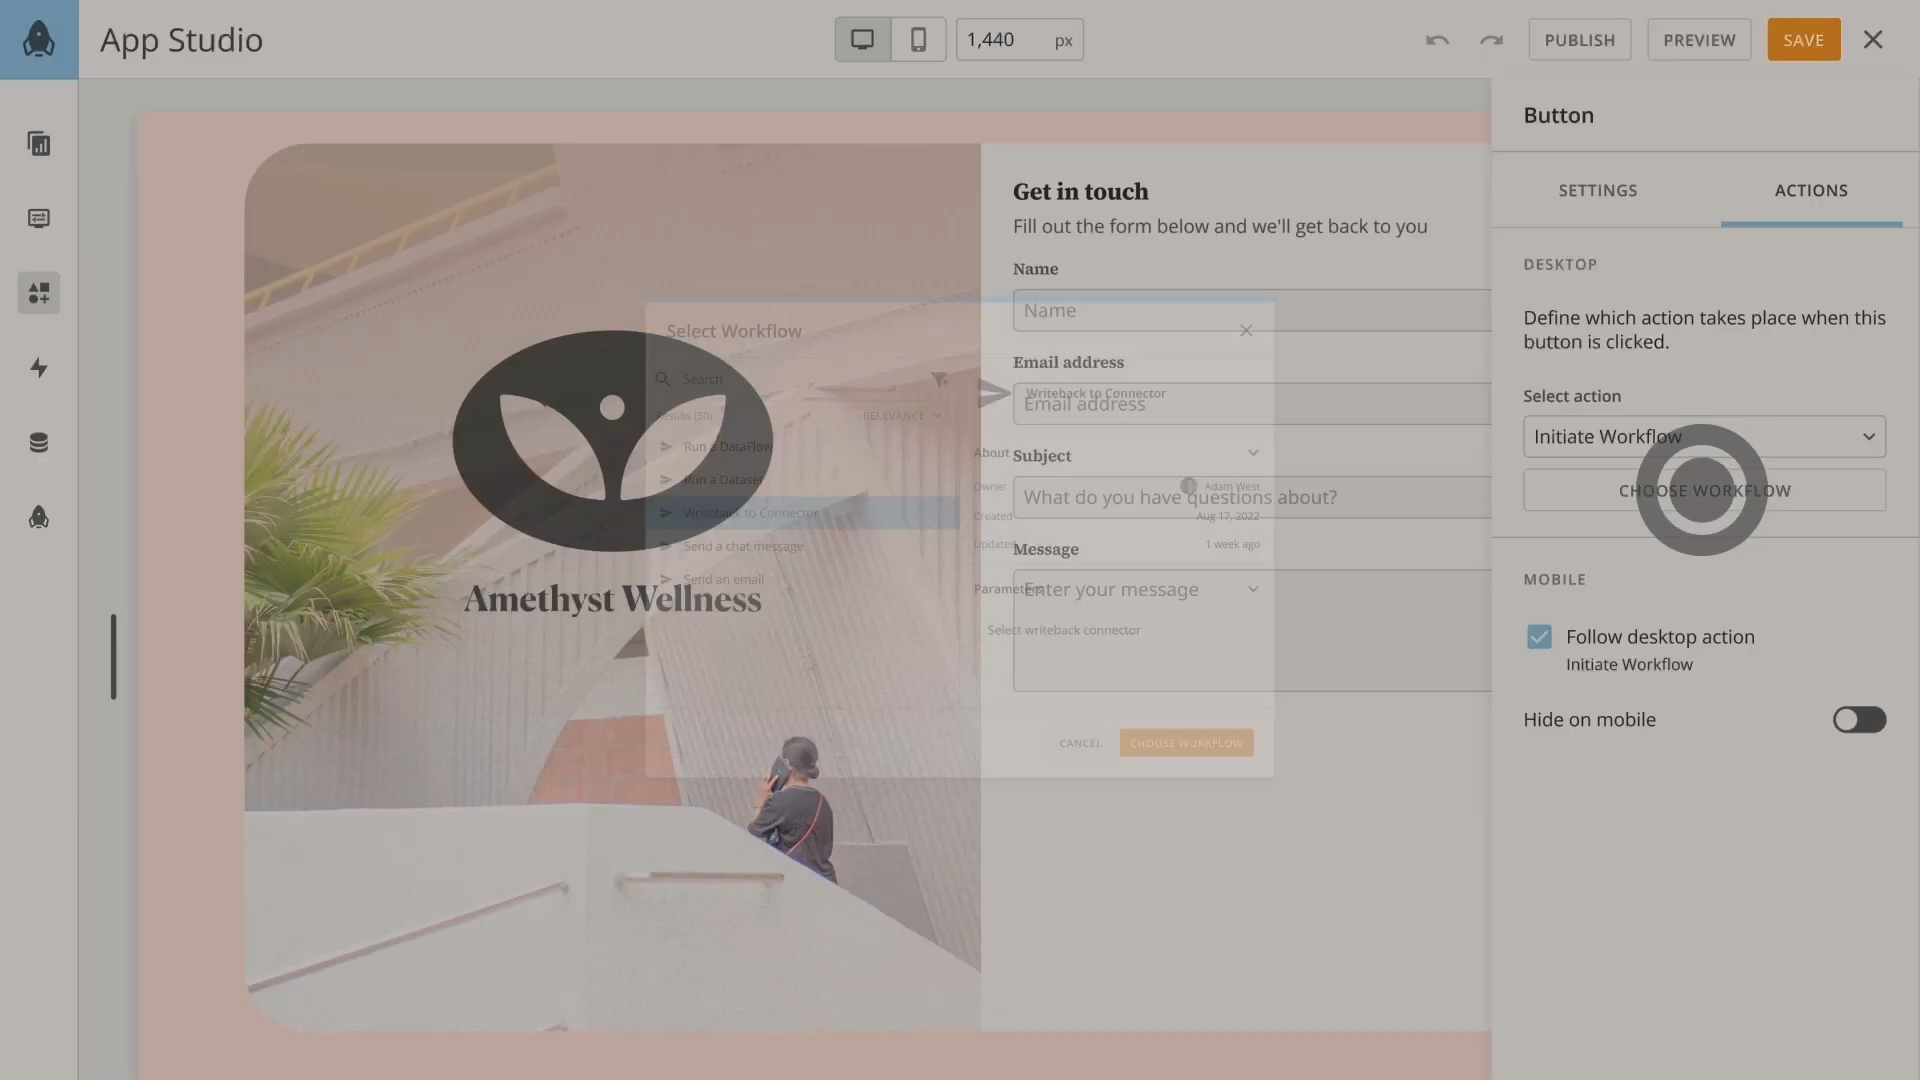 App Studio
1,440 px
PUBLISH
PREVIEW
SAVE
Button
SETTINGS
ACTIONS
DESKTOP
Define which action takes place when this
button is clicked.
Select action
Initiate Workflow
CHOOSE WORKFLOW
MOBILE
Follow desktop action
Initiate Workflow
Hide on mobile
Amethyst Wellness
Get in touch
Fill out the form below and we'll get back to you
Name
Name
Email address
Email address
Subject
What do you have questions about?
Message
Enter your message
Select Workflow
Search
Results (30)
RELEVANCE
Run a DataFlow
Run a Dataset
Writeback to Connector
Send a chat message
Send an email
Writeback to Connector
About
Owner
Adam West
Created
Aug 17, 2022
Updated
1 week ago
Parameters
Select writeback connector
CANCEL
CHOOSE WORKFLOW